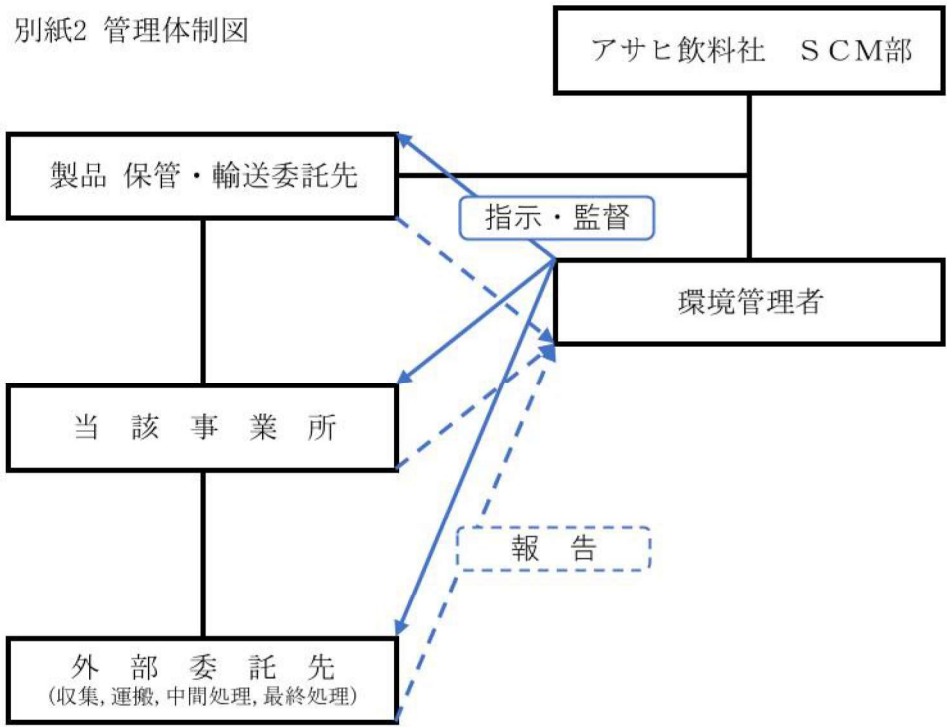 別紙2 管理体制図
アサヒ飲料社　ＳＣＭ部
製品 保管・輸送委託先
指示・監督
環境管理者
当　該　事　業　所
報　告
外　部　委　託　先
(収集, 運搬, 中間処理, 最終処理)